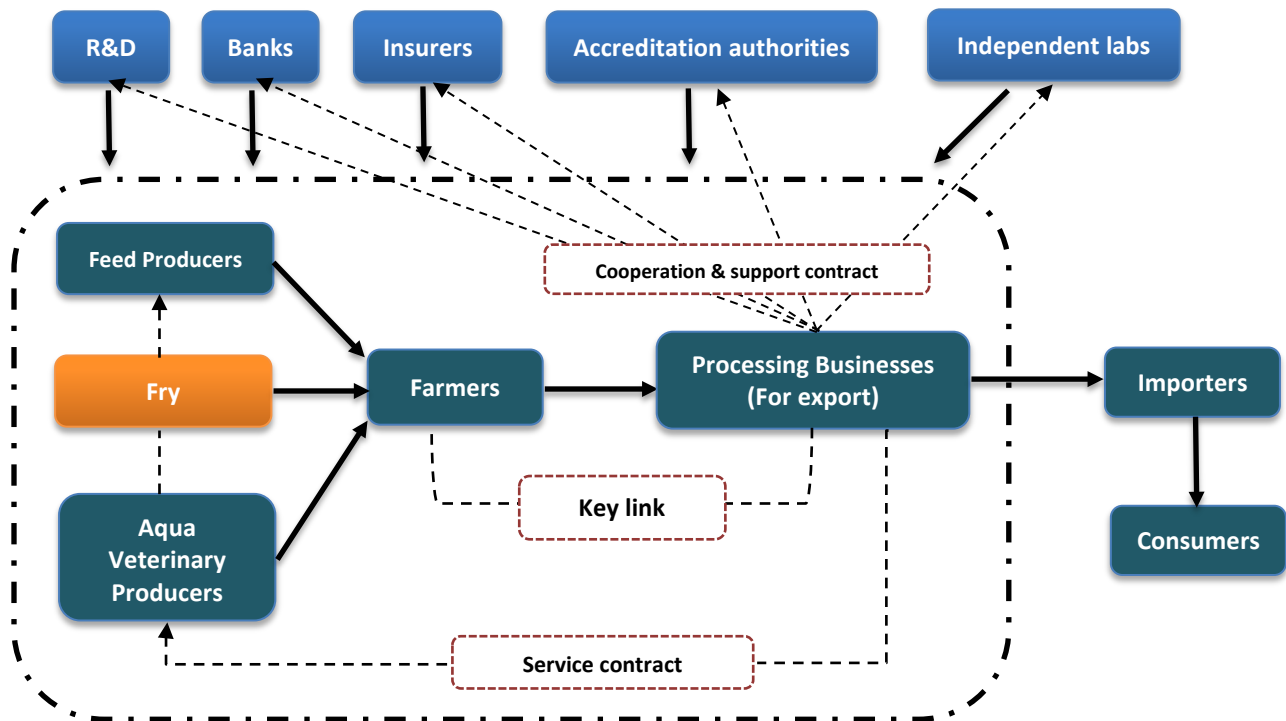 R&D
Banks
Insurers
Accreditation authorities
Independent labs
Feed Producers
Cooperation & support contract
Fry
Farmers
Processing Businesses
(For export)
Importers
Key link
Aqua
Veterinary
Producers
Consumers
Service contract